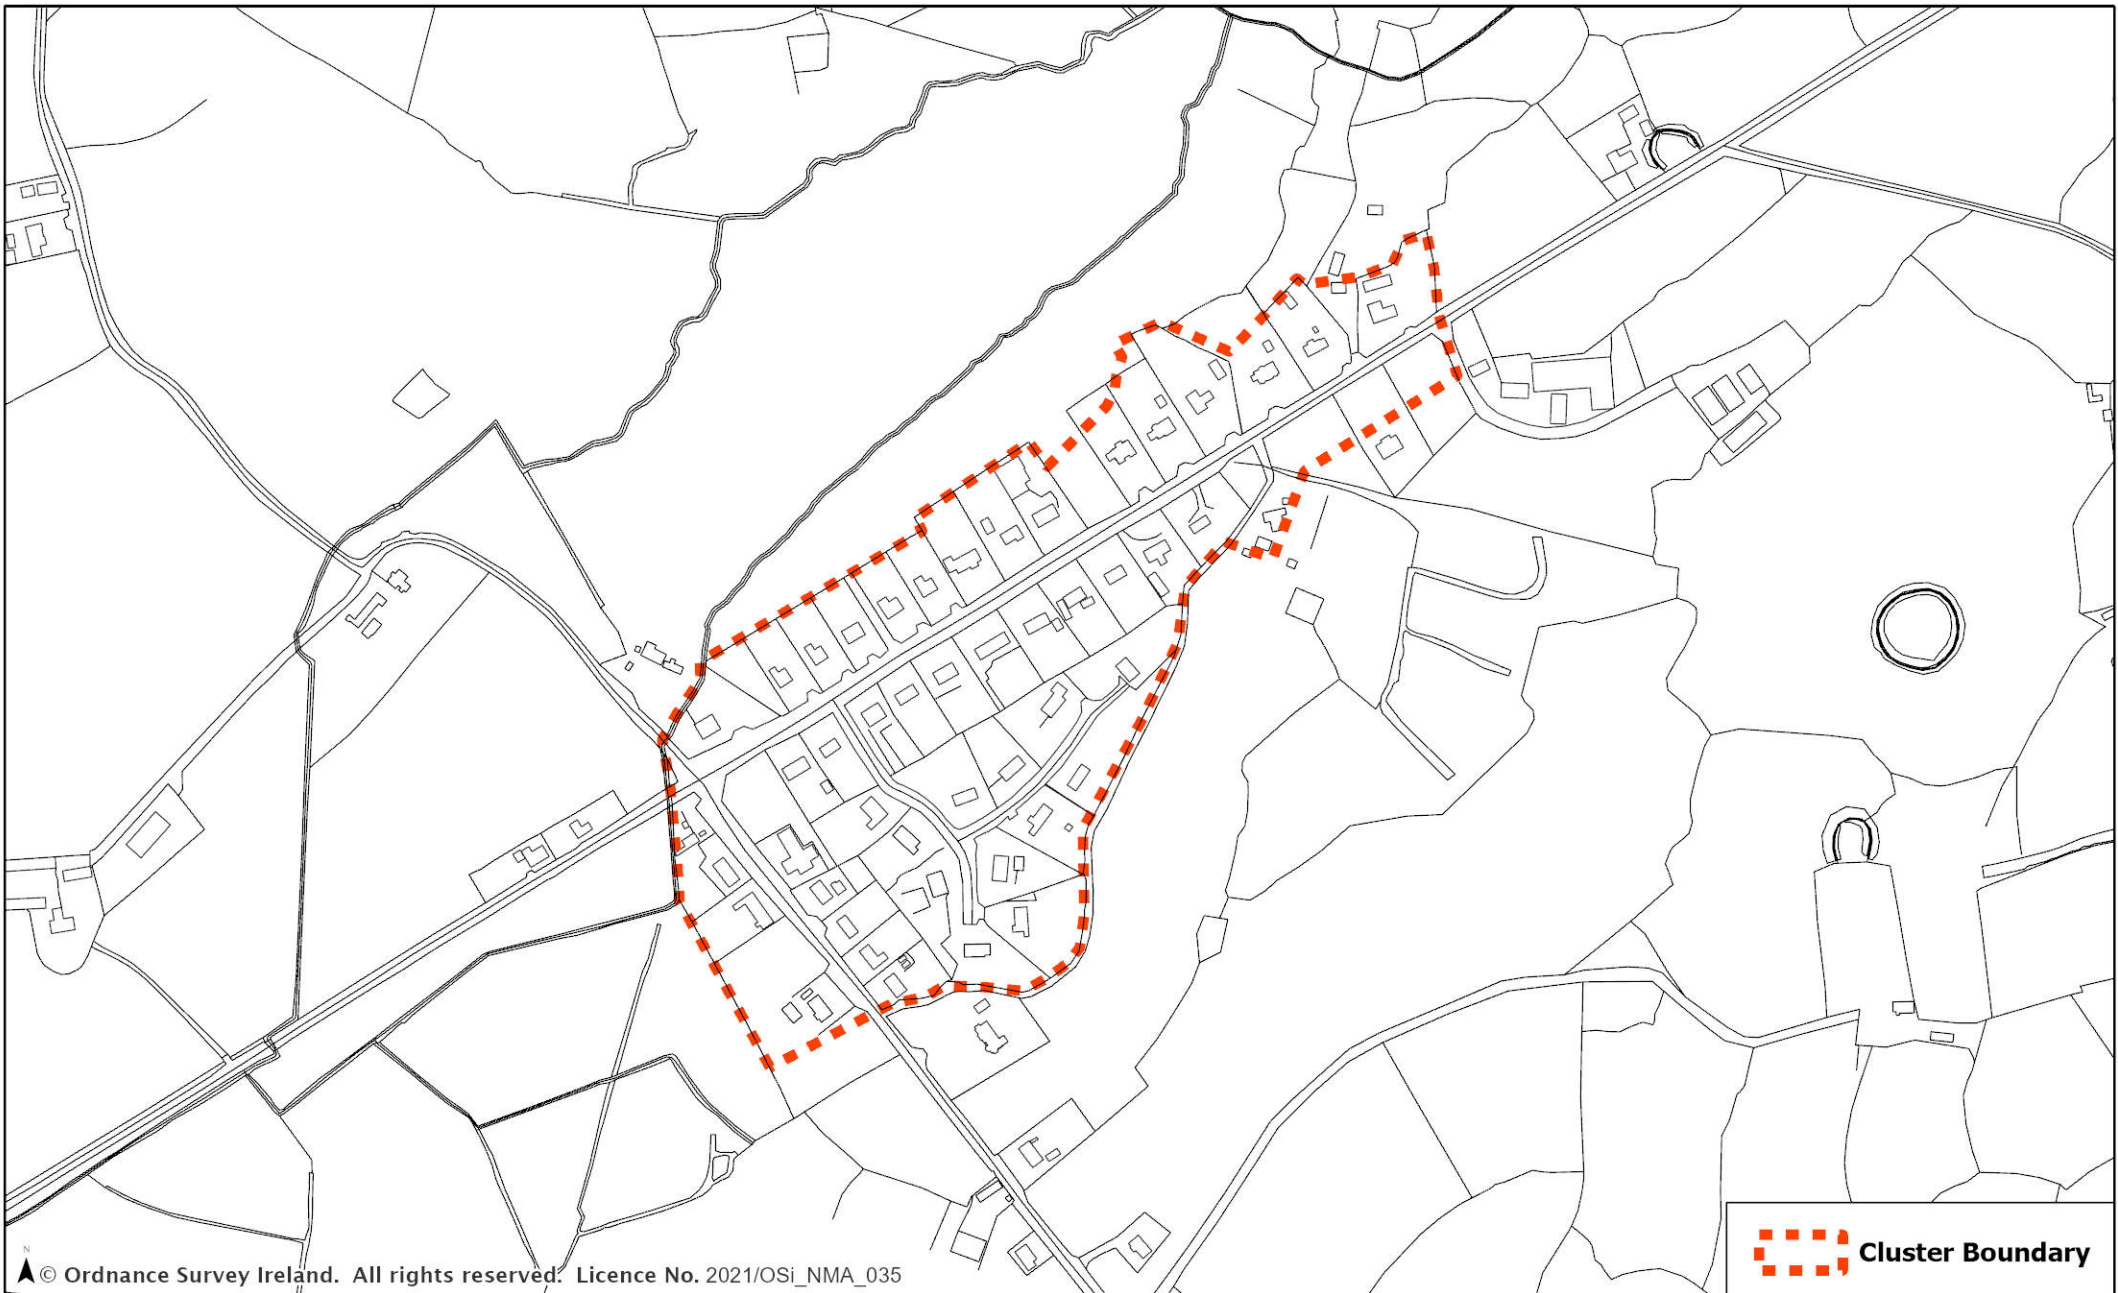 N
© Ordnance Survey Ireland. All rights reserved. Licence No. 2021/OSi_NMA_035
Cluster Boundary